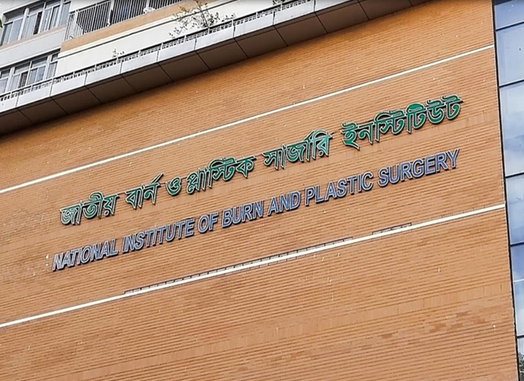 জাতীয় বার্ন ও প্লাস্টিক সার্জারি ইনস্টিটিউট
NATIONAL INSTITUTE OF BURN AND PLASTIC SURGERY